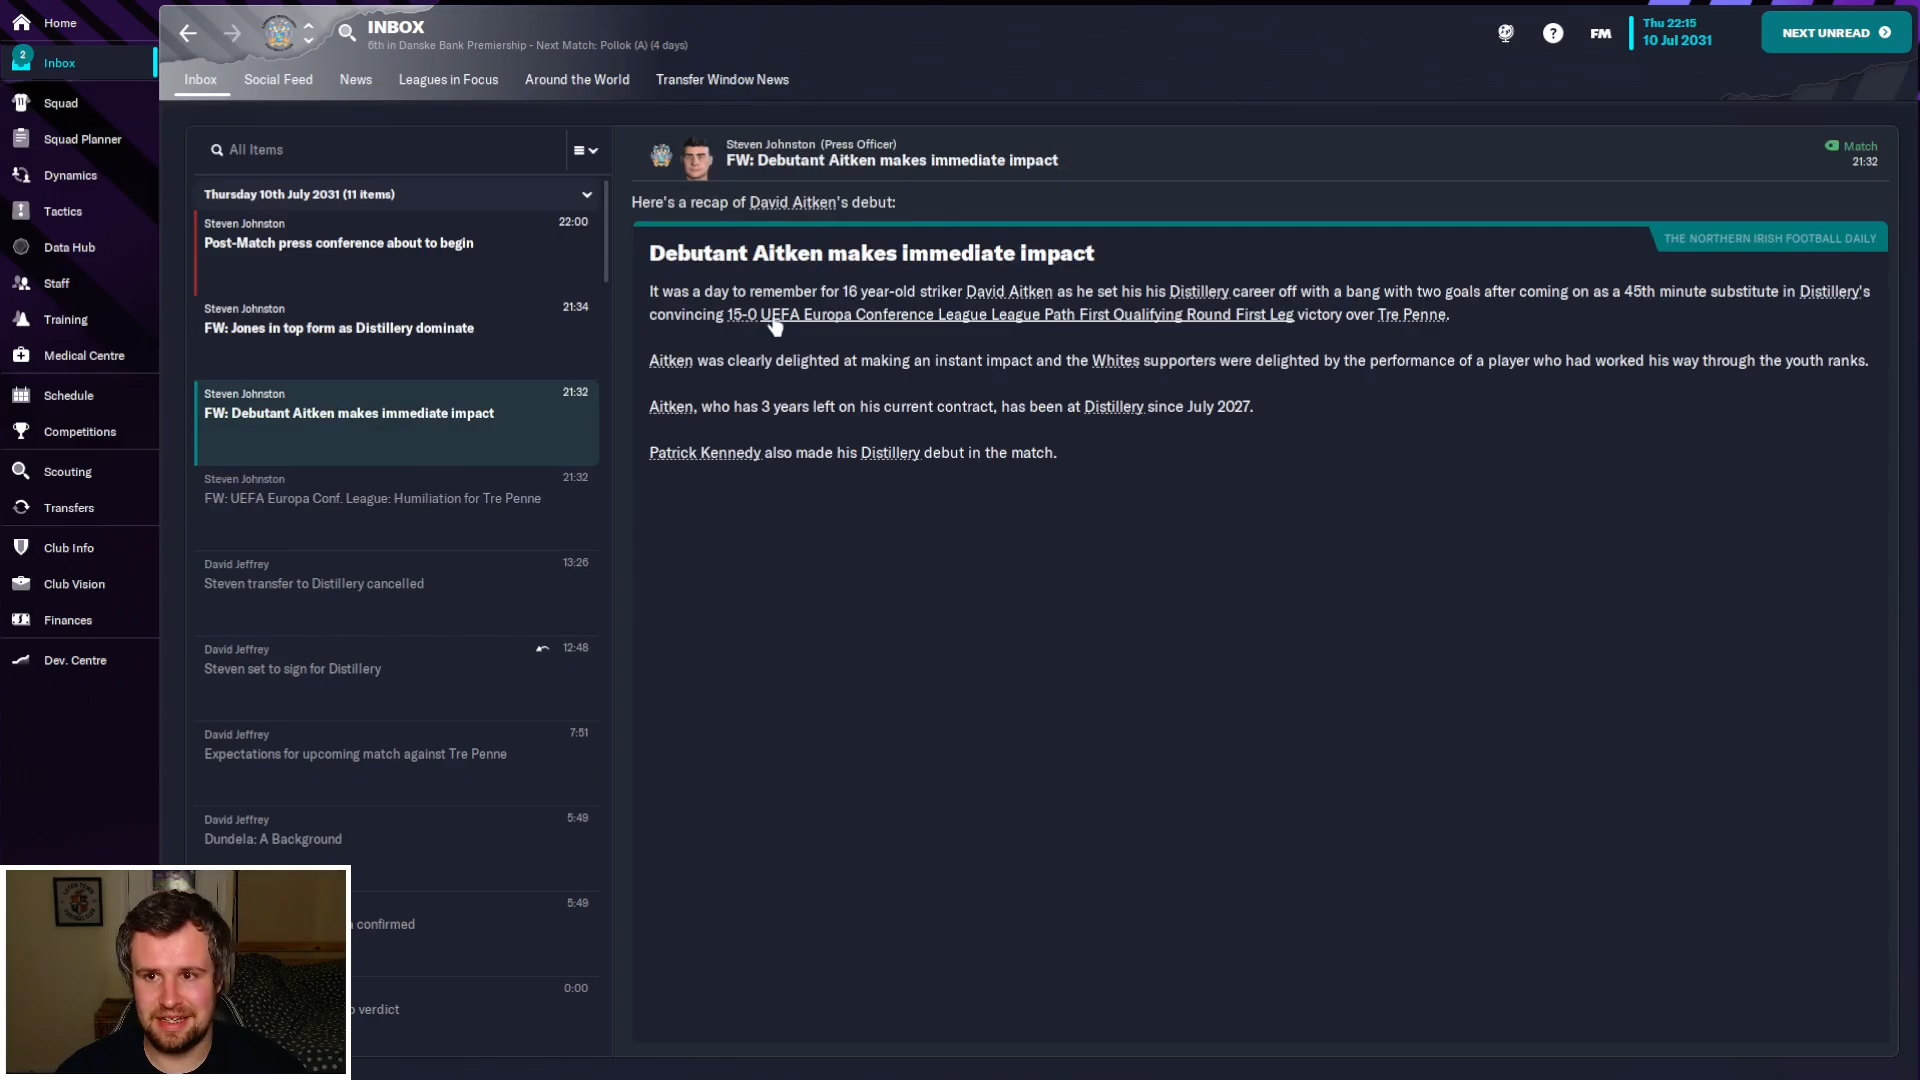 Home
2
Inbox
Squad
Squad Planner
Dynamics
Tactics
Data Hub
Staff
Training
Medical Centre
Schedule
Competitions
Scouting
Transfers
Club Info
Club Vision
Finances
Dev. Centre
INBOX
6th in Danske Bank Premiership - Next Match: Pollok (A) (4 days)
?
FM
Thu 22:15
10 Jul 2031
NEXT UNREAD
Inbox
Social Feed
News
Leagues in Focus
Around the World
Transfer Window News
All Items
Thursday 10th July 2031 (11 items)
Steven Johnston
22:00
Post-Match press conference about to begin
Steven Johnston
21:34
FW: Jones in top form as Distillery dominate
Steven Johnston
21:32
FW: Debutant Aitken makes immediate impact
Steven Johnston
21:32
FW: UEFA Europa Conf. League: Humiliation for Tre Penne
David Jeffrey
13:26
Steven transfer to Distillery cancelled
David Jeffrey
12:48
Steven set to sign for Distillery
David Jeffrey
7:51
Expectations for upcoming match against Tre Penne
David Jeffrey
5:49
Dundela: A Background
5:49
confirmed
0:00
verdict
Steven Johnston (Press Officer)
FW: Debutant Aitken makes immediate impact
Match
21:32
Here's a recap of David Aitken's debut:
THE NORTHERN IRISH FOOTBALL DAILY
Debutant Aitken makes immediate impact
It was a day to remember for 16 year-old striker David Aitken as he set his his Distillery career off with a bang with two goals after coming on as a 45th minute substitute in Distillery's
convincing 15-0 UEFA Europa Conference League League Path First Qualifying Round First Leg victory over Tre Penne.
Aitken was clearly delighted at making an instant impact and the Whites supporters were delighted by the performance of a player who had worked his way through the youth ranks.
Aitken, who has 3 years left on his current contract, has been at Distillery since July 2027.
Patrick Kennedy also made his Distillery debut in the match.